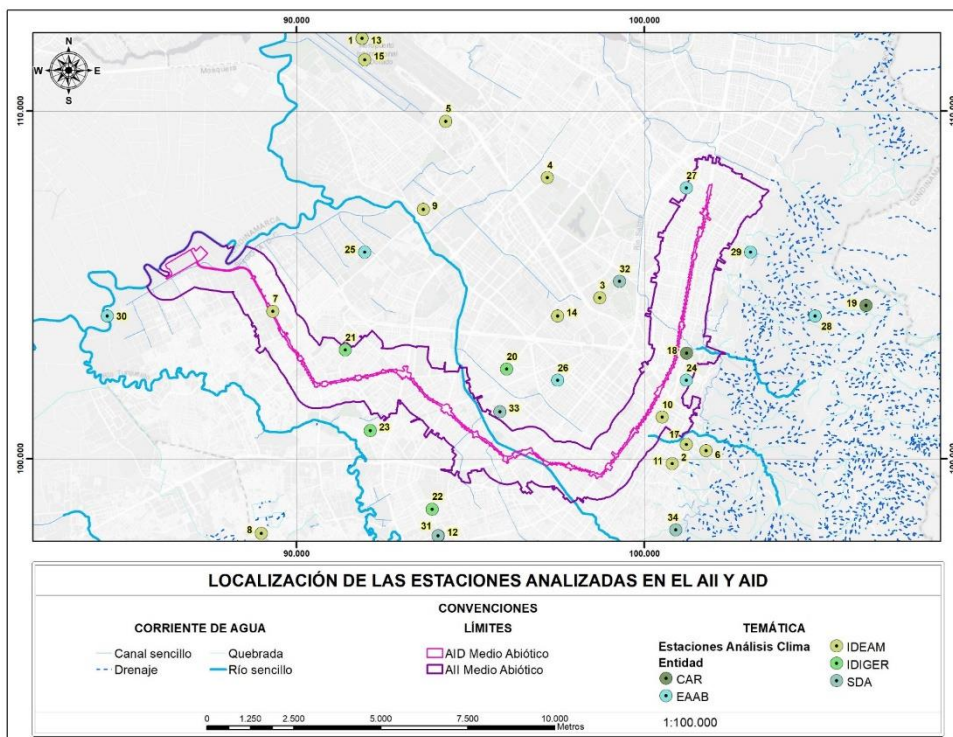 90.000 100.000
N
W E
S
Mosquera
1 13
15
110.000 110.000
5
4
27
9
25
29
32
3
19
30
7
14
28
21
18
20
26
24
33
10
23
17
100.000 100.000
11 2 6
22
8
31 12
34
90.000 100.000
LOCALIZACIÓN DE LAS ESTACIONES ANALIZADAS EN EL AII Y AID
CONVENCIONES
CORRIENTE DE AGUA LÍMITES TEMÁTICA
Canal sencillo Quebrada AID Medio Abiótico Estaciones Análisis Clima IDEAM
Drenaje Río sencillo AII Medio Abiótico Entidad IDIGER
CAR SDA
EAAB
0 1.250 2.500 5.000 7.500 10.000
Metros
1:100.000